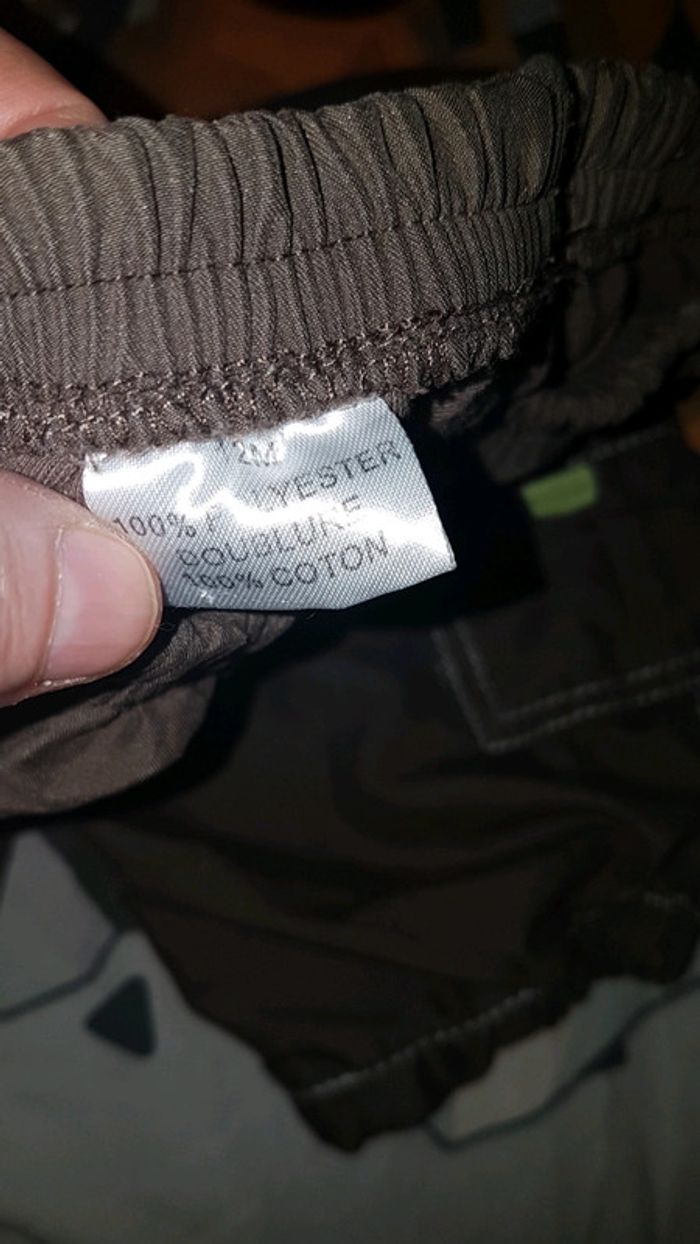 12M
100% POLYESTER
DOUBLURE
100% COTON